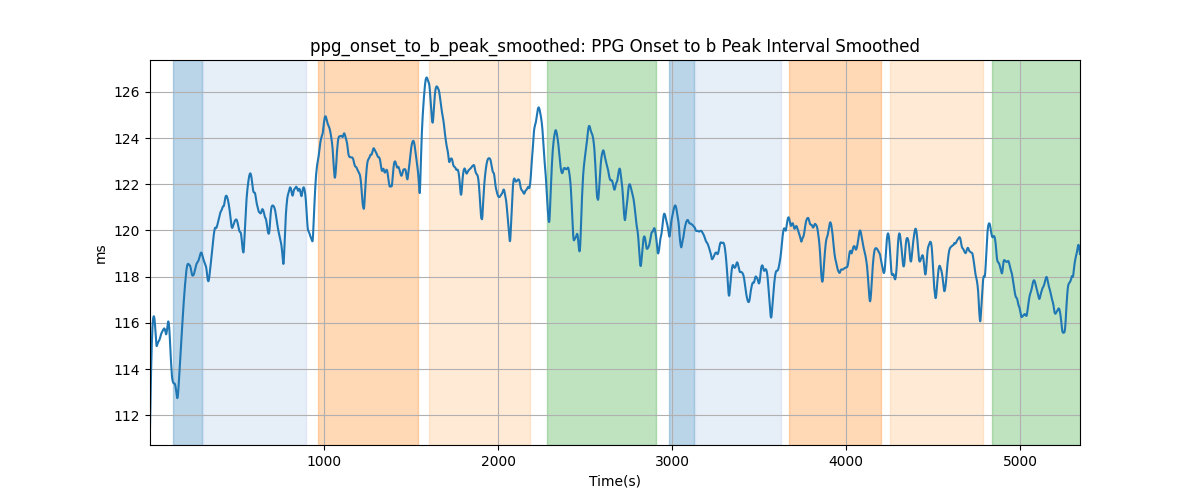 ppg_onset_to_b_peak_smoothed: PPG Onset to b Peak Interval Smoothed
ms
126
124
122
120
118
116
114
112
1000 2000 3000 4000 5000
Time(s)